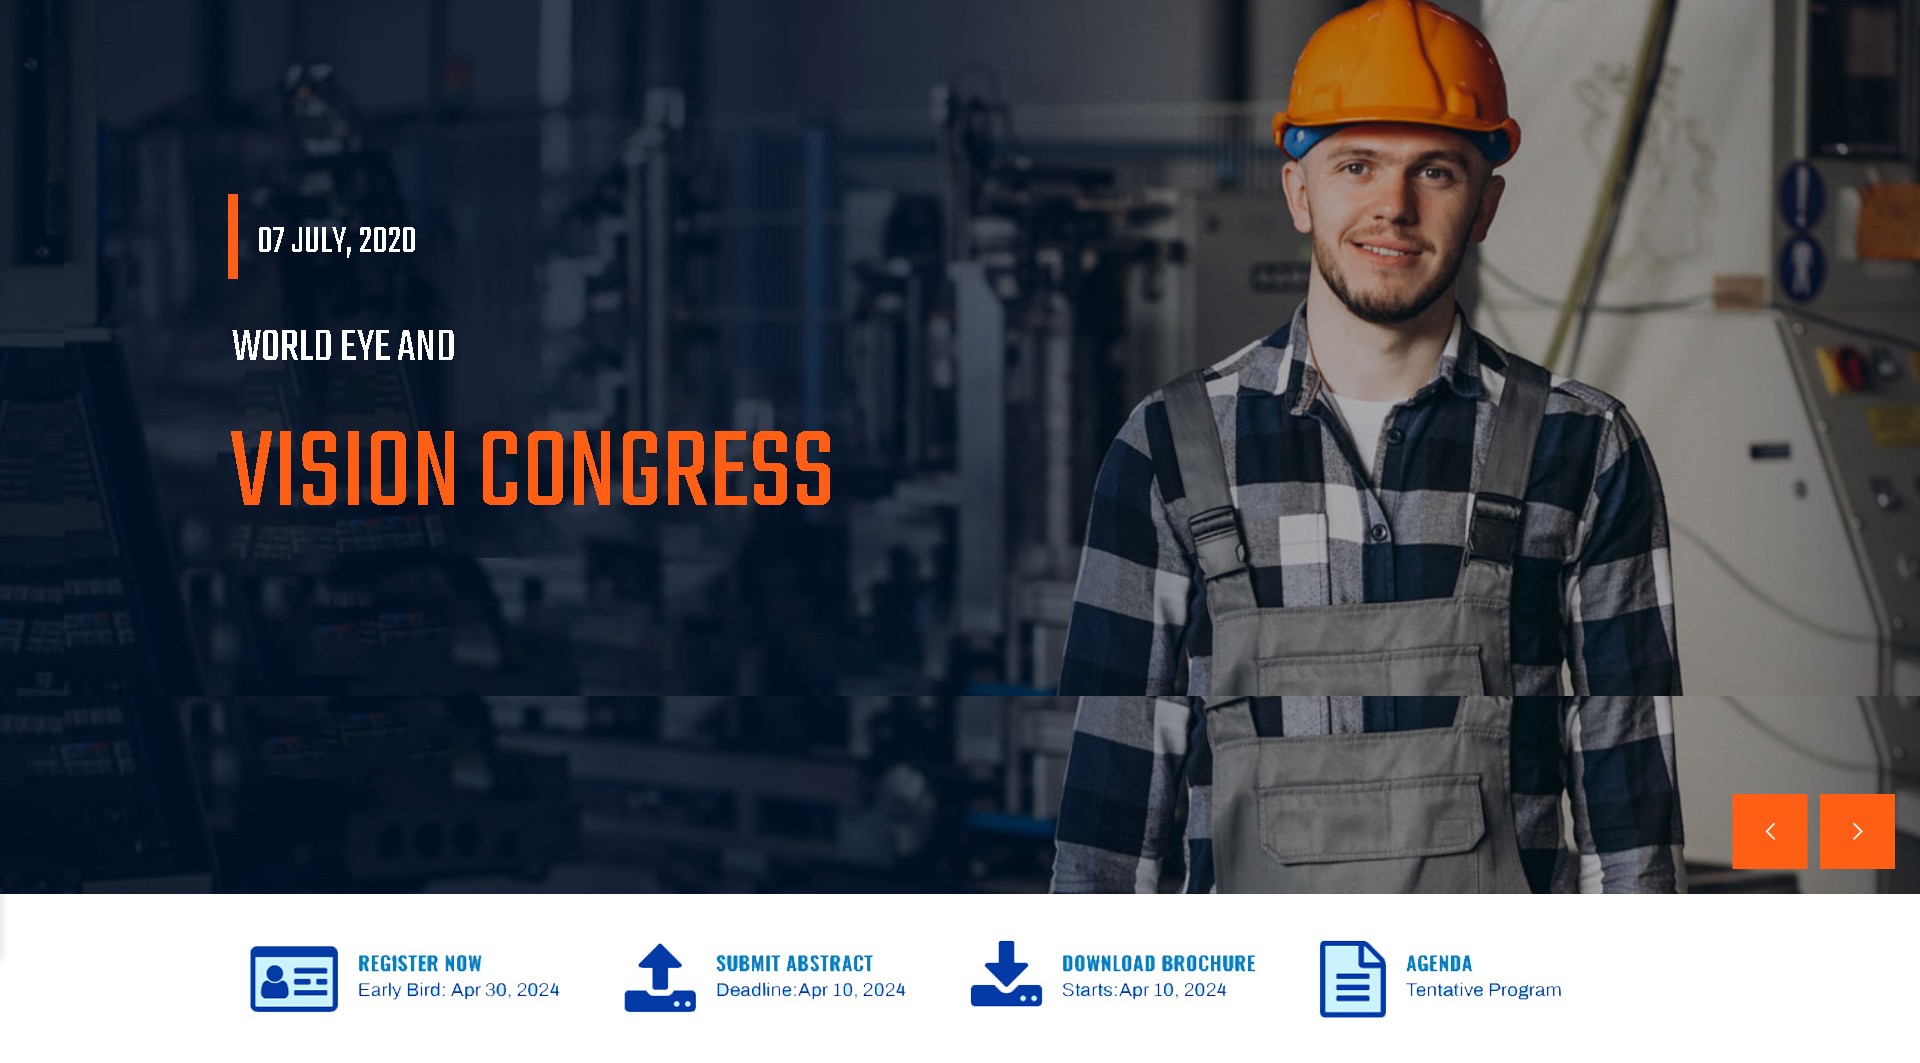 07 JULY, 2020
WORLD EYE AND
VISION CONGRESS
REGISTER NOW
Early Bird: Apr 30, 2024
SUBMIT ABSTRACT
Deadline:Apr 10, 2024
DOWNLOAD BROCHURE
Starts:Apr 10, 2024
AGENDA
Tentative Program